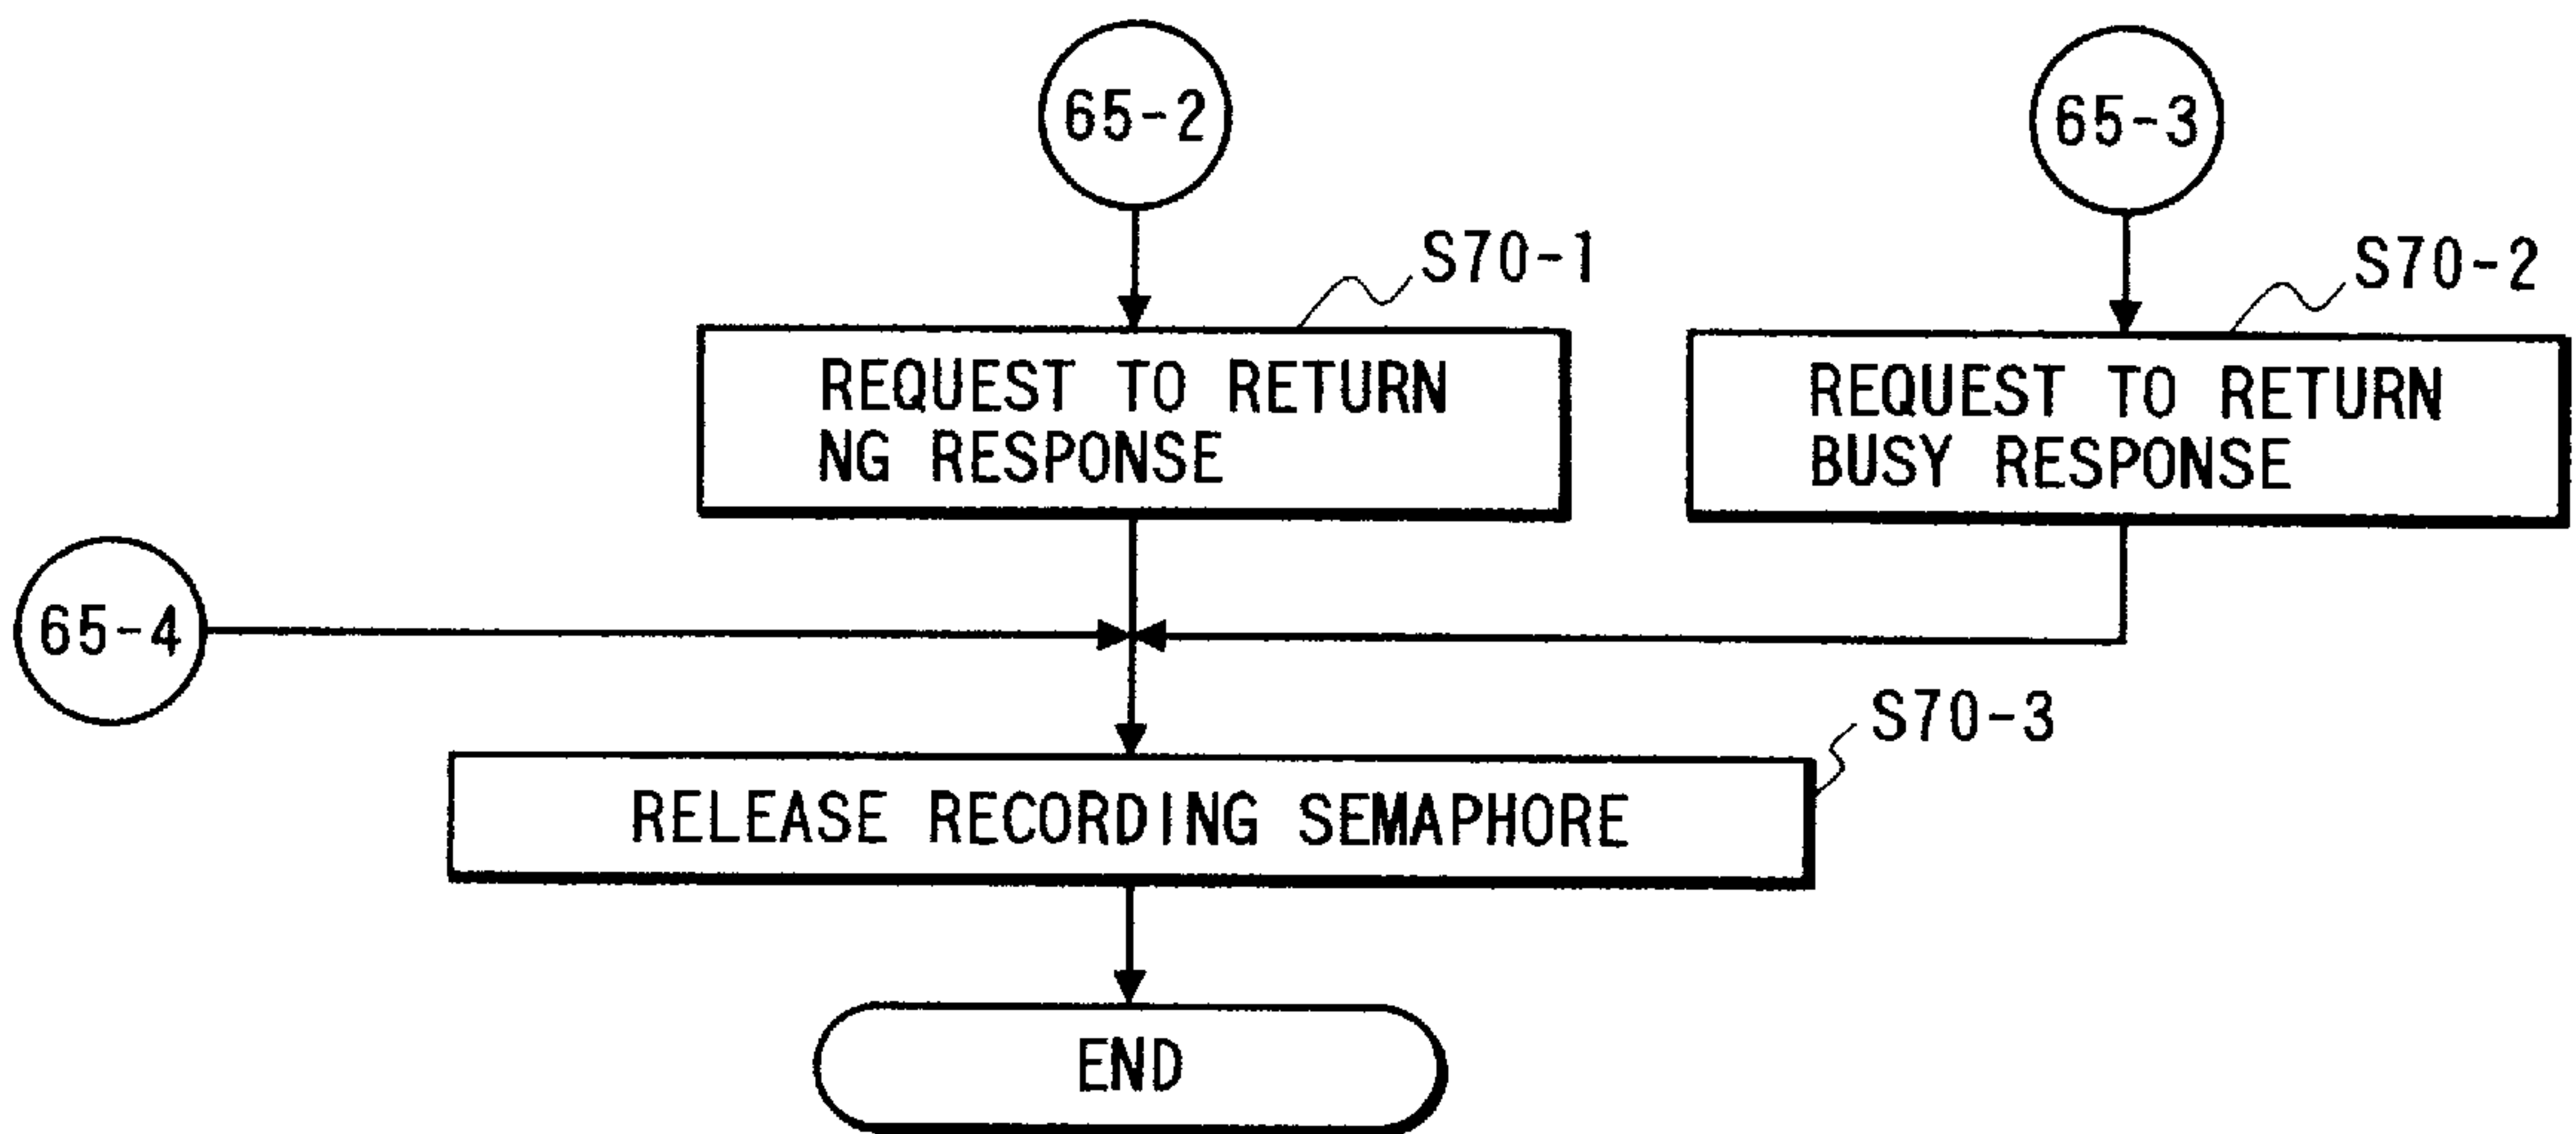 65-2
65-3
S70-1
S70-2
REQUEST TO RETURN
NG RESPONSE
REQUEST TO RETURN
BUSY RESPONSE
65-4
S70-3
RELEASE RECORDING SEMAPHORE
END